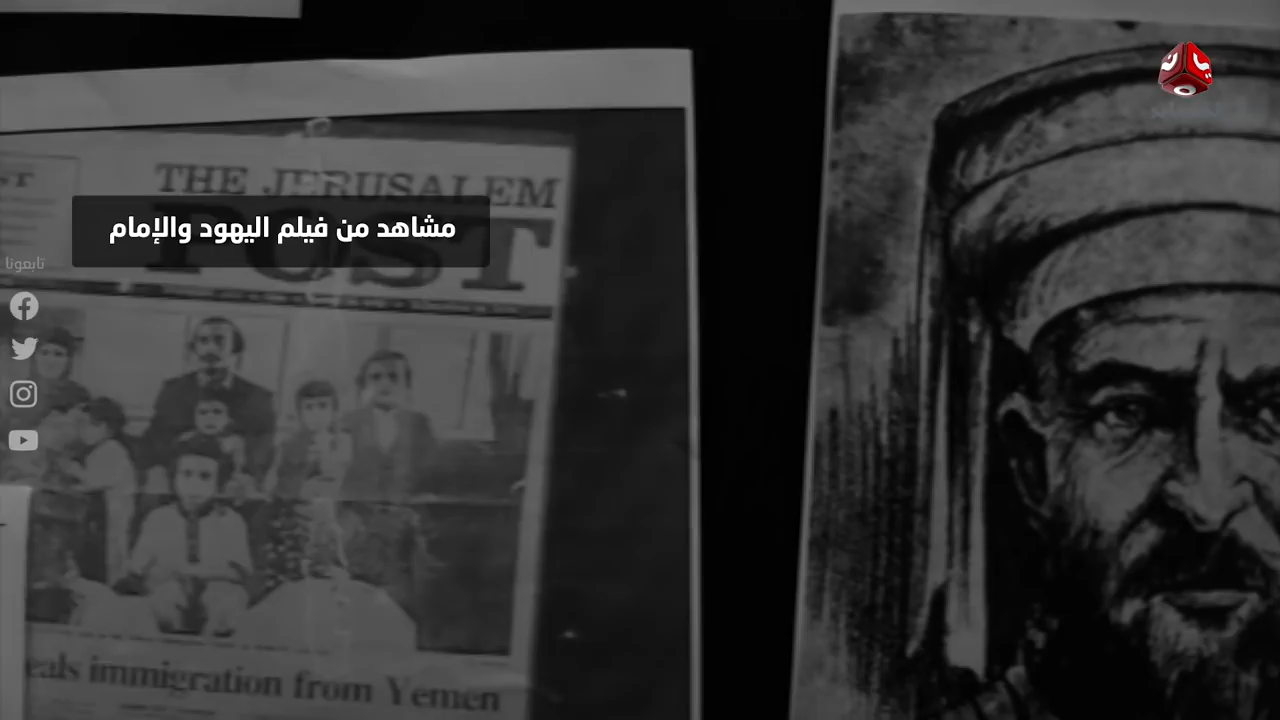 THE JERUSALEM
POST
مشاهد من فيلم اليهود والإمام
تابعونا
eals immigration from Yemen